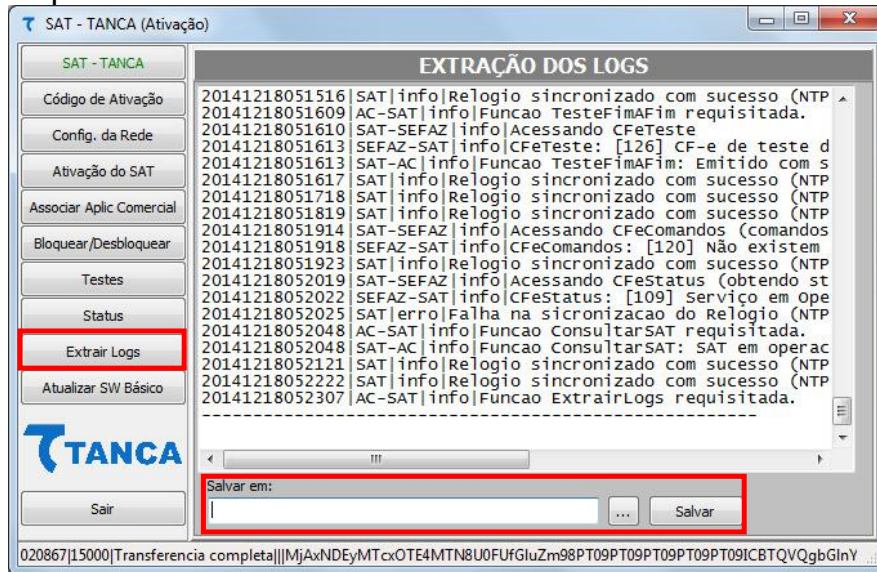 SAT - TANCA (Ativação)
SAT - TANCA
Código de Ativação
Config. da Rede
Ativação do SAT
Associar Aplic Comercial
Bloquear/Desbloquear
Testes
Status
Extrair Logs
Atualizar SW Básico
TANCA
Sair
EXTRAÇÃO DOS LOGS
20141218051516|SAT|info|Relogio sincronizado com sucesso (NTP
20141218051609|AC-SAT|info|Funcao TesteFimAFim requisitada.
20141218051610|SAT-SEFAZ|info|Acessando CFeTeste
20141218051613|SEFAZ-SAT|info|CFeTeste: [126] CF-e de teste d
20141218051613|SAT-AC|info|Funcao TesteFimAFim: Emitido com s
20141218051617|SAT|info|Relogio sincronizado com sucesso (NTP
20141218051718|SAT|info|Relogio sincronizado com sucesso (NTP
20141218051819|SAT|info|Relogio sincronizado com sucesso (NTP
20141218051914|SAT-SEFAZ|info|Acessando CFeComandos (comandos
20141218051918|SEFAZ-SAT|info|CFeComandos: [120] Não existem
20141218051923|SAT|info|Relogio sincronizado com sucesso (NTP
20141218052019|SAT-SEFAZ|info|Acessando CFeStatus (obtendo st
20141218052022|SEFAZ-SAT|info|CFeStatus: [109] Serviço em Ope
20141218052025|SAT|erro|Falha na sicronizacao do Relógio (NTP
20141218052048|AC-SAT|info|Funcao ConsultarSAT requisitada.
20141218052048|SAT-AC|info|Funcao ConsultarSAT: SAT em operac
20141218052121|SAT|info|Relogio sincronizado com sucesso (NTP
20141218052222|SAT|info|Relogio sincronizado com sucesso (NTP
20141218052307|AC-SAT|info|Funcao ExtrairLogs requisitada.
----------------------------------------------------------
Salvar em:
... Salvar
020867|15000|Transferencia completa|||MjAxNDEyMTcxOTE4MTN8U0FUfGluZm98PT09PT09PT09PT09PT09ICBTQVQgbGlnY